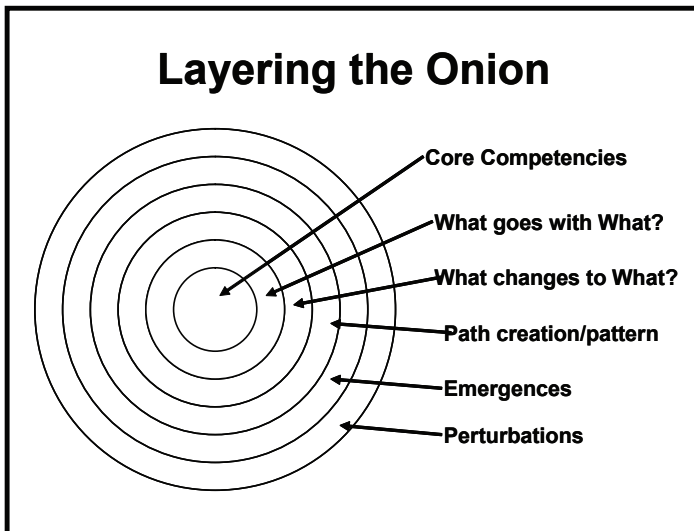 Layering the Onion
Core Competencies
What goes with What?
What changes to What?
Path creation/pattern
Emergences
Perturbations